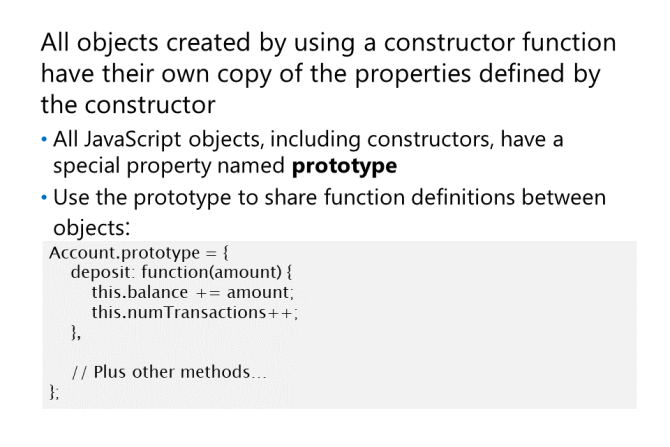 All objects created by using a constructor function
have their own copy of the properties defined by
the constructor
• All JavaScript objects, including constructors, have a
special property named prototype
• Use the prototype to share function definitions between
objects:
Account.prototype = {
deposit: function(amount) {
this.balance += amount;
this.numTransactions++;
},
// Plus other methods...
};